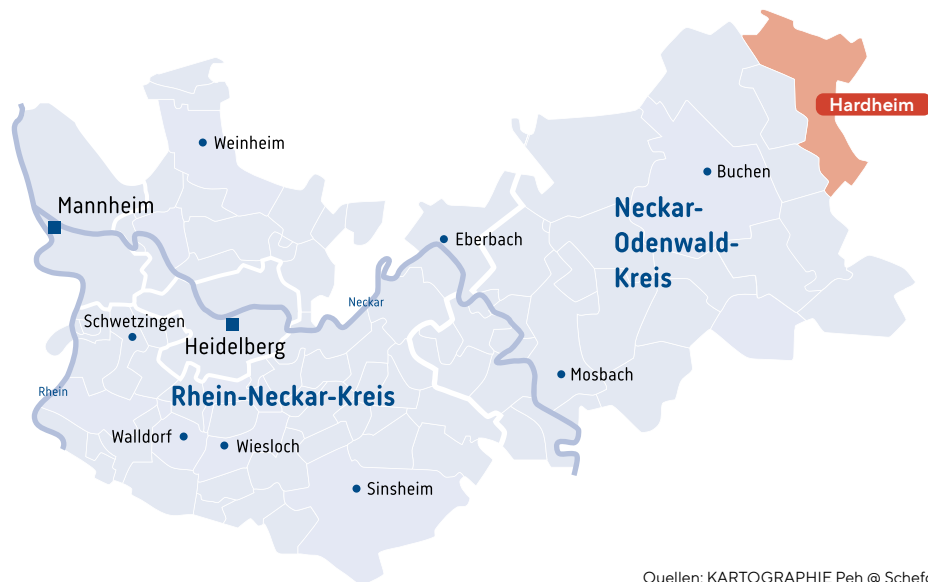 Hardheim
Weinheim
Buchen
Mannheim
Neckar-
Odenwald-
Kreis
Eberbach
Neckar
Schwetzingen
Heidelberg
Mosbach
Rhein
Rhein-Neckar-Kreis
Walldorf
Wiesloch
Sinsheim
Quellen: KARTOGRAPHIE Peh @ Schefc